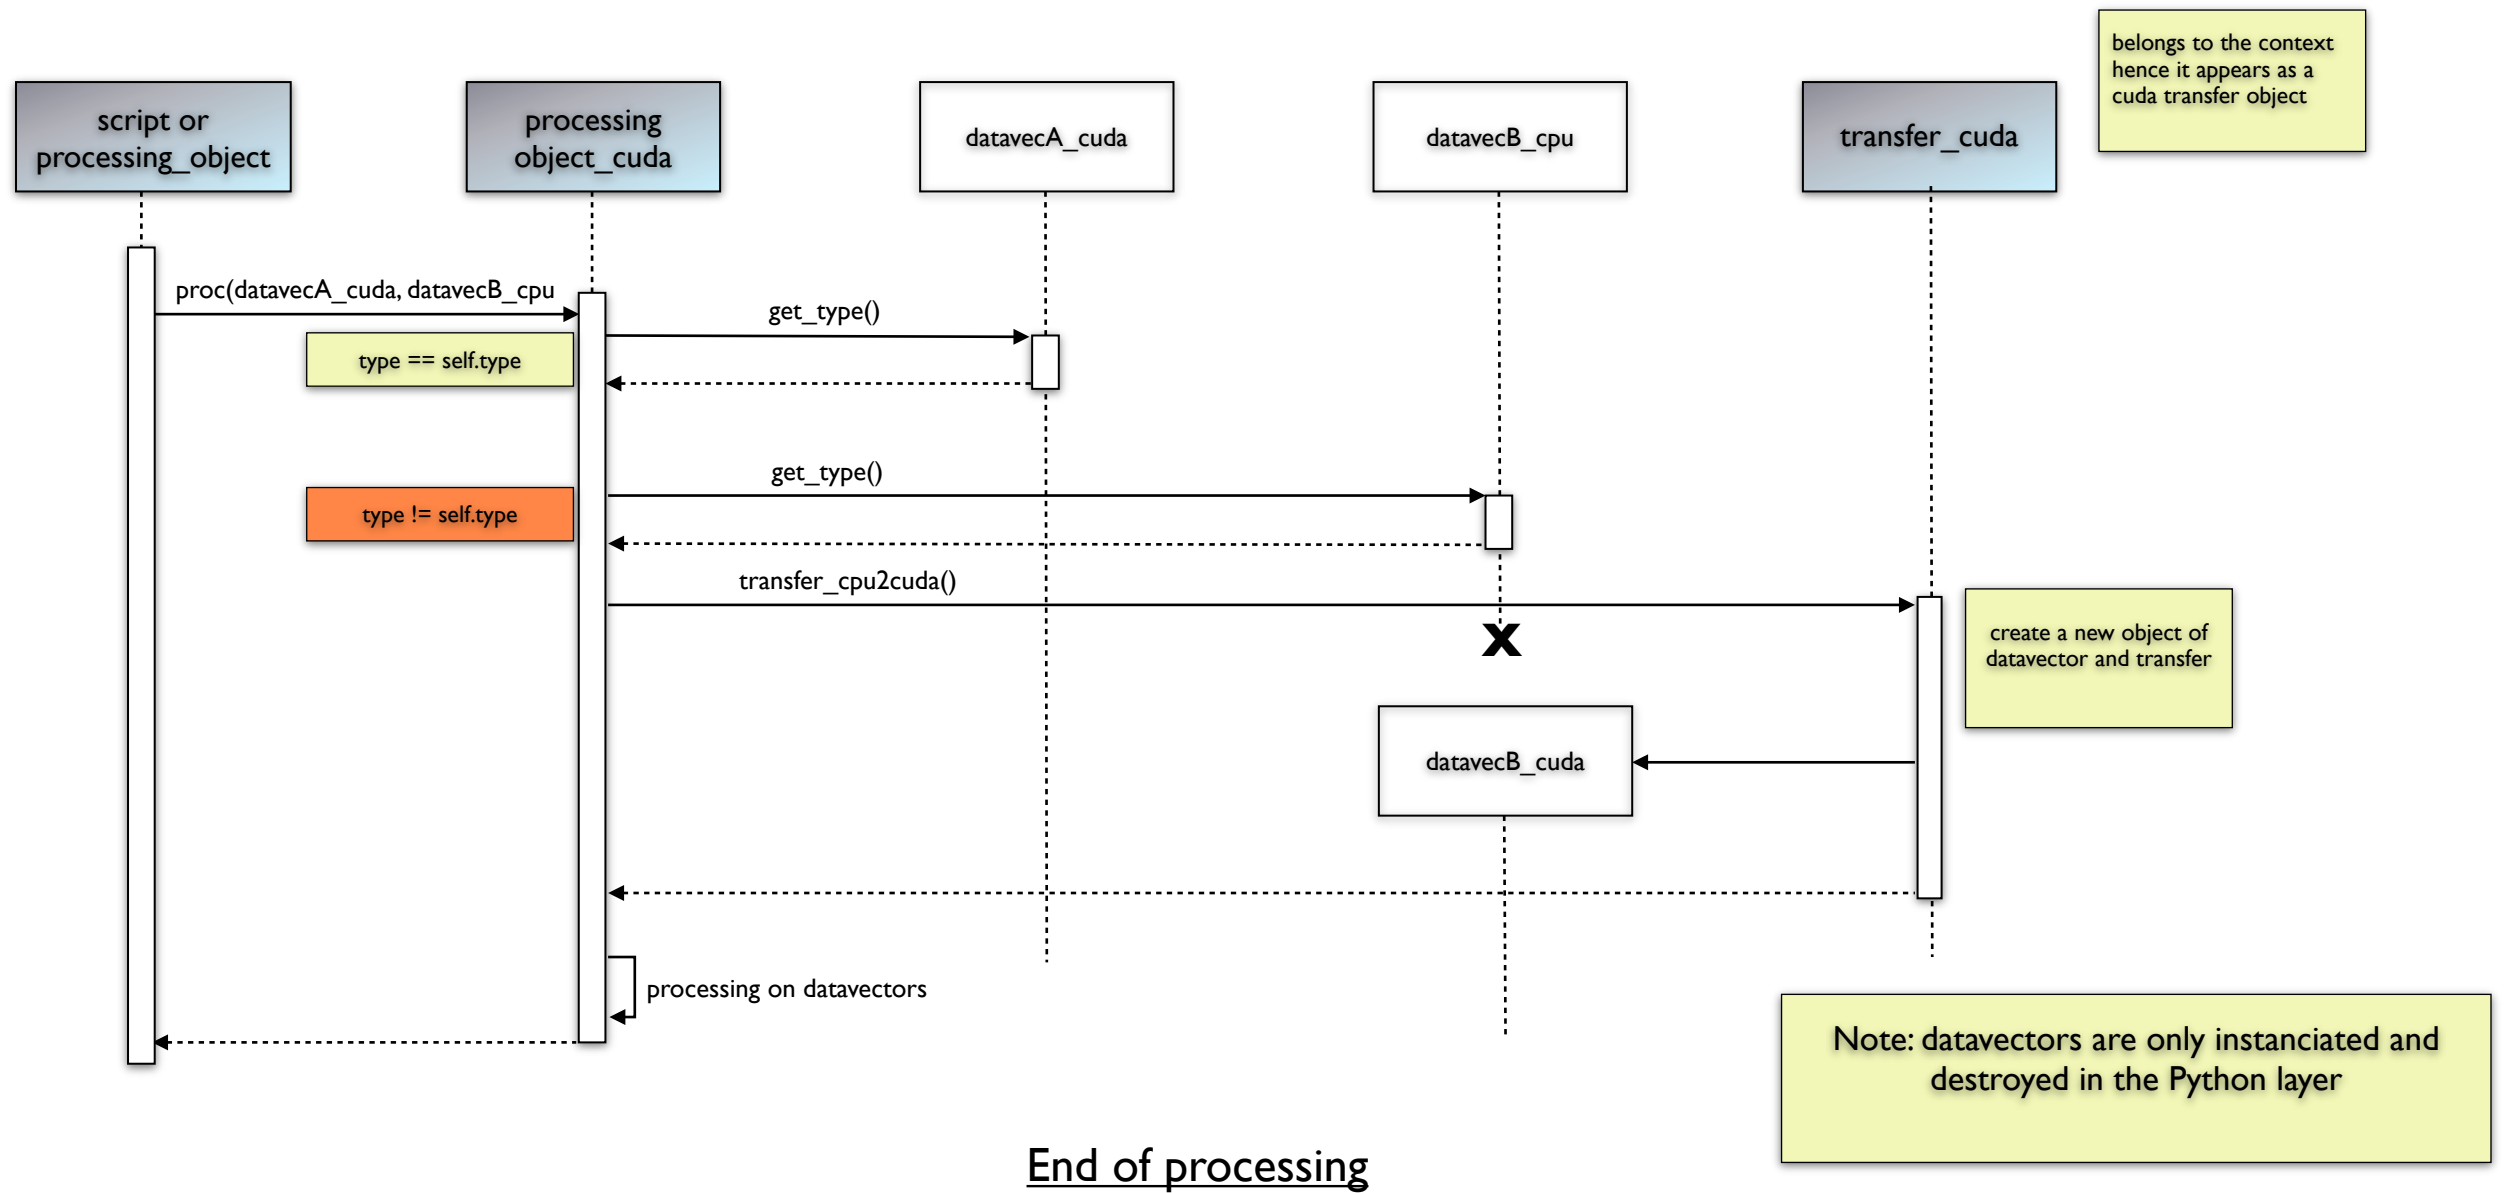 belongs to the context
hence it appears as a
cuda transfer object
script or
processing_object
processing
object_cuda
datavecA_cuda
datavecB_cpu
transfer_cuda
proc(datavecA_cuda, datavecB_cpu
get_type()
type == self.type
get_type()
type != self.type
transfer_cpu2cuda()
x
create a new object of
datavector and transfer
datavecB_cuda
processing on datavectors
Note: datavectors are only instanciated and
destroyed in the Python layer
End of processing